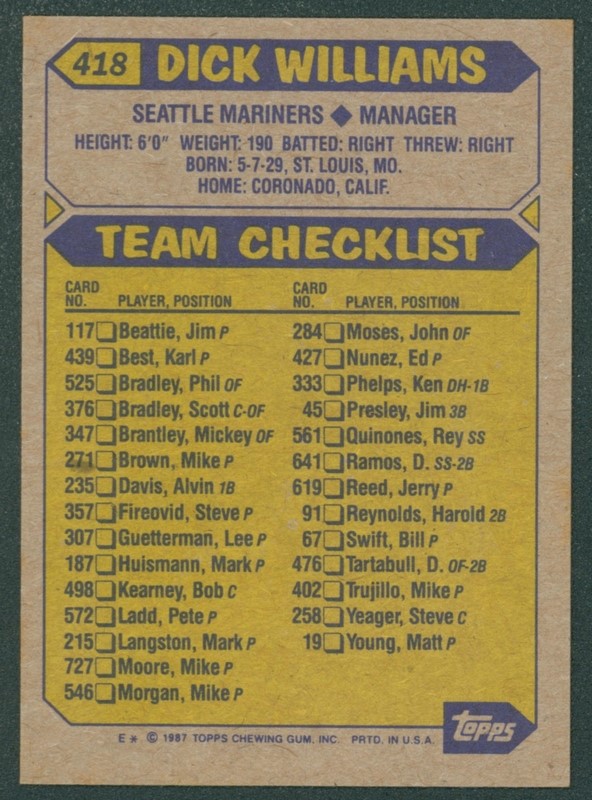 418 DICK WILLIAMS
SEATTLE MARINERS ◆ MANAGER
HEIGHT: 6'0" WEIGHT: 190 BATTED: RIGHT THREW: RIGHT
BORN: 5-7-29, ST. LOUIS, MO.
HOME: CORONADO, CALIF.
TEAM CHECKLIST
CARD
NO. PLAYER, POSITION
117 Beattie, Jim P
439 Best, Karl P
525 Bradley, Phil OF
376 Bradley, Scott C-OF
347 Brantley, Mickey OF
271 Brown, Mike P
235 Davis, Alvin 1B
357 Fireovid, Steve P
307 Guetterman, Lee P
187 Huismann, Mark P
498 Kearney, Bob C
572 Ladd, Pete P
215 Langston, Mark P
727 Moore, Mike P
546 Morgan, Mike P
CARD
NO. PLAYER, POSITION
284 Moses, John OF
427 Nunez, Ed P
333 Phelps, Ken DH-1B
45 Presley, Jim 3B
561 Quinones, Rey SS
641 Ramos, D. SS-2B
619 Reed, Jerry P
91 Reynolds, Harold 2B
67 Swift, Bill P
476 Tartabull, D. OF-2B
402 Trujillo, Mike P
258 Yeager, Steve C
19 Young, Matt P
E * © 1987 TOPPS CHEWING GUM, INC. PRTD. IN U.S.A.
topps